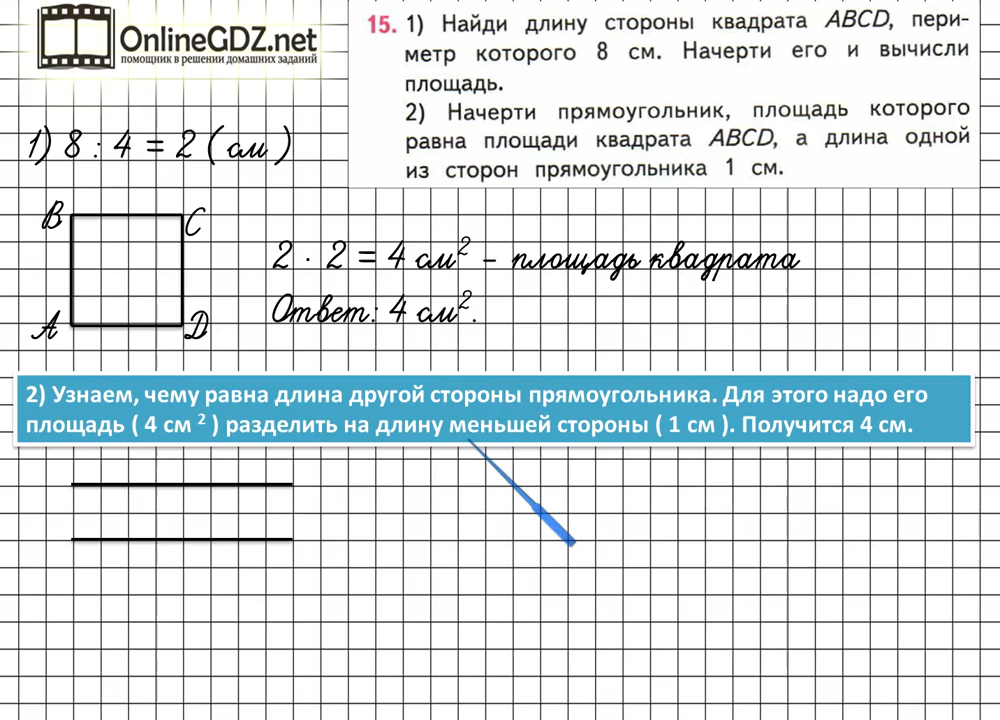 OnlineGDZ.net
помощник в решении домашних заданий
15. 1) Найди длину стороны квадрата ABCD, пери-
метр которого 8 см. Начерти его и вычисли
площадь.
2) Начерти прямоугольник, площадь которого
равна площади квадрата ABCD, а длина одной
из сторон прямоугольника 1 см.
1) 8 : 4 = 2 ( см )
B C
A D
2 · 2 = 4 см² – площадь квадрата
Ответ: 4 см².
2) Узнаем, чему равна длина другой стороны прямоугольника. Для этого надо его
площадь ( 4 см ² ) разделить на длину меньшей стороны ( 1 см ). Получится 4 см.